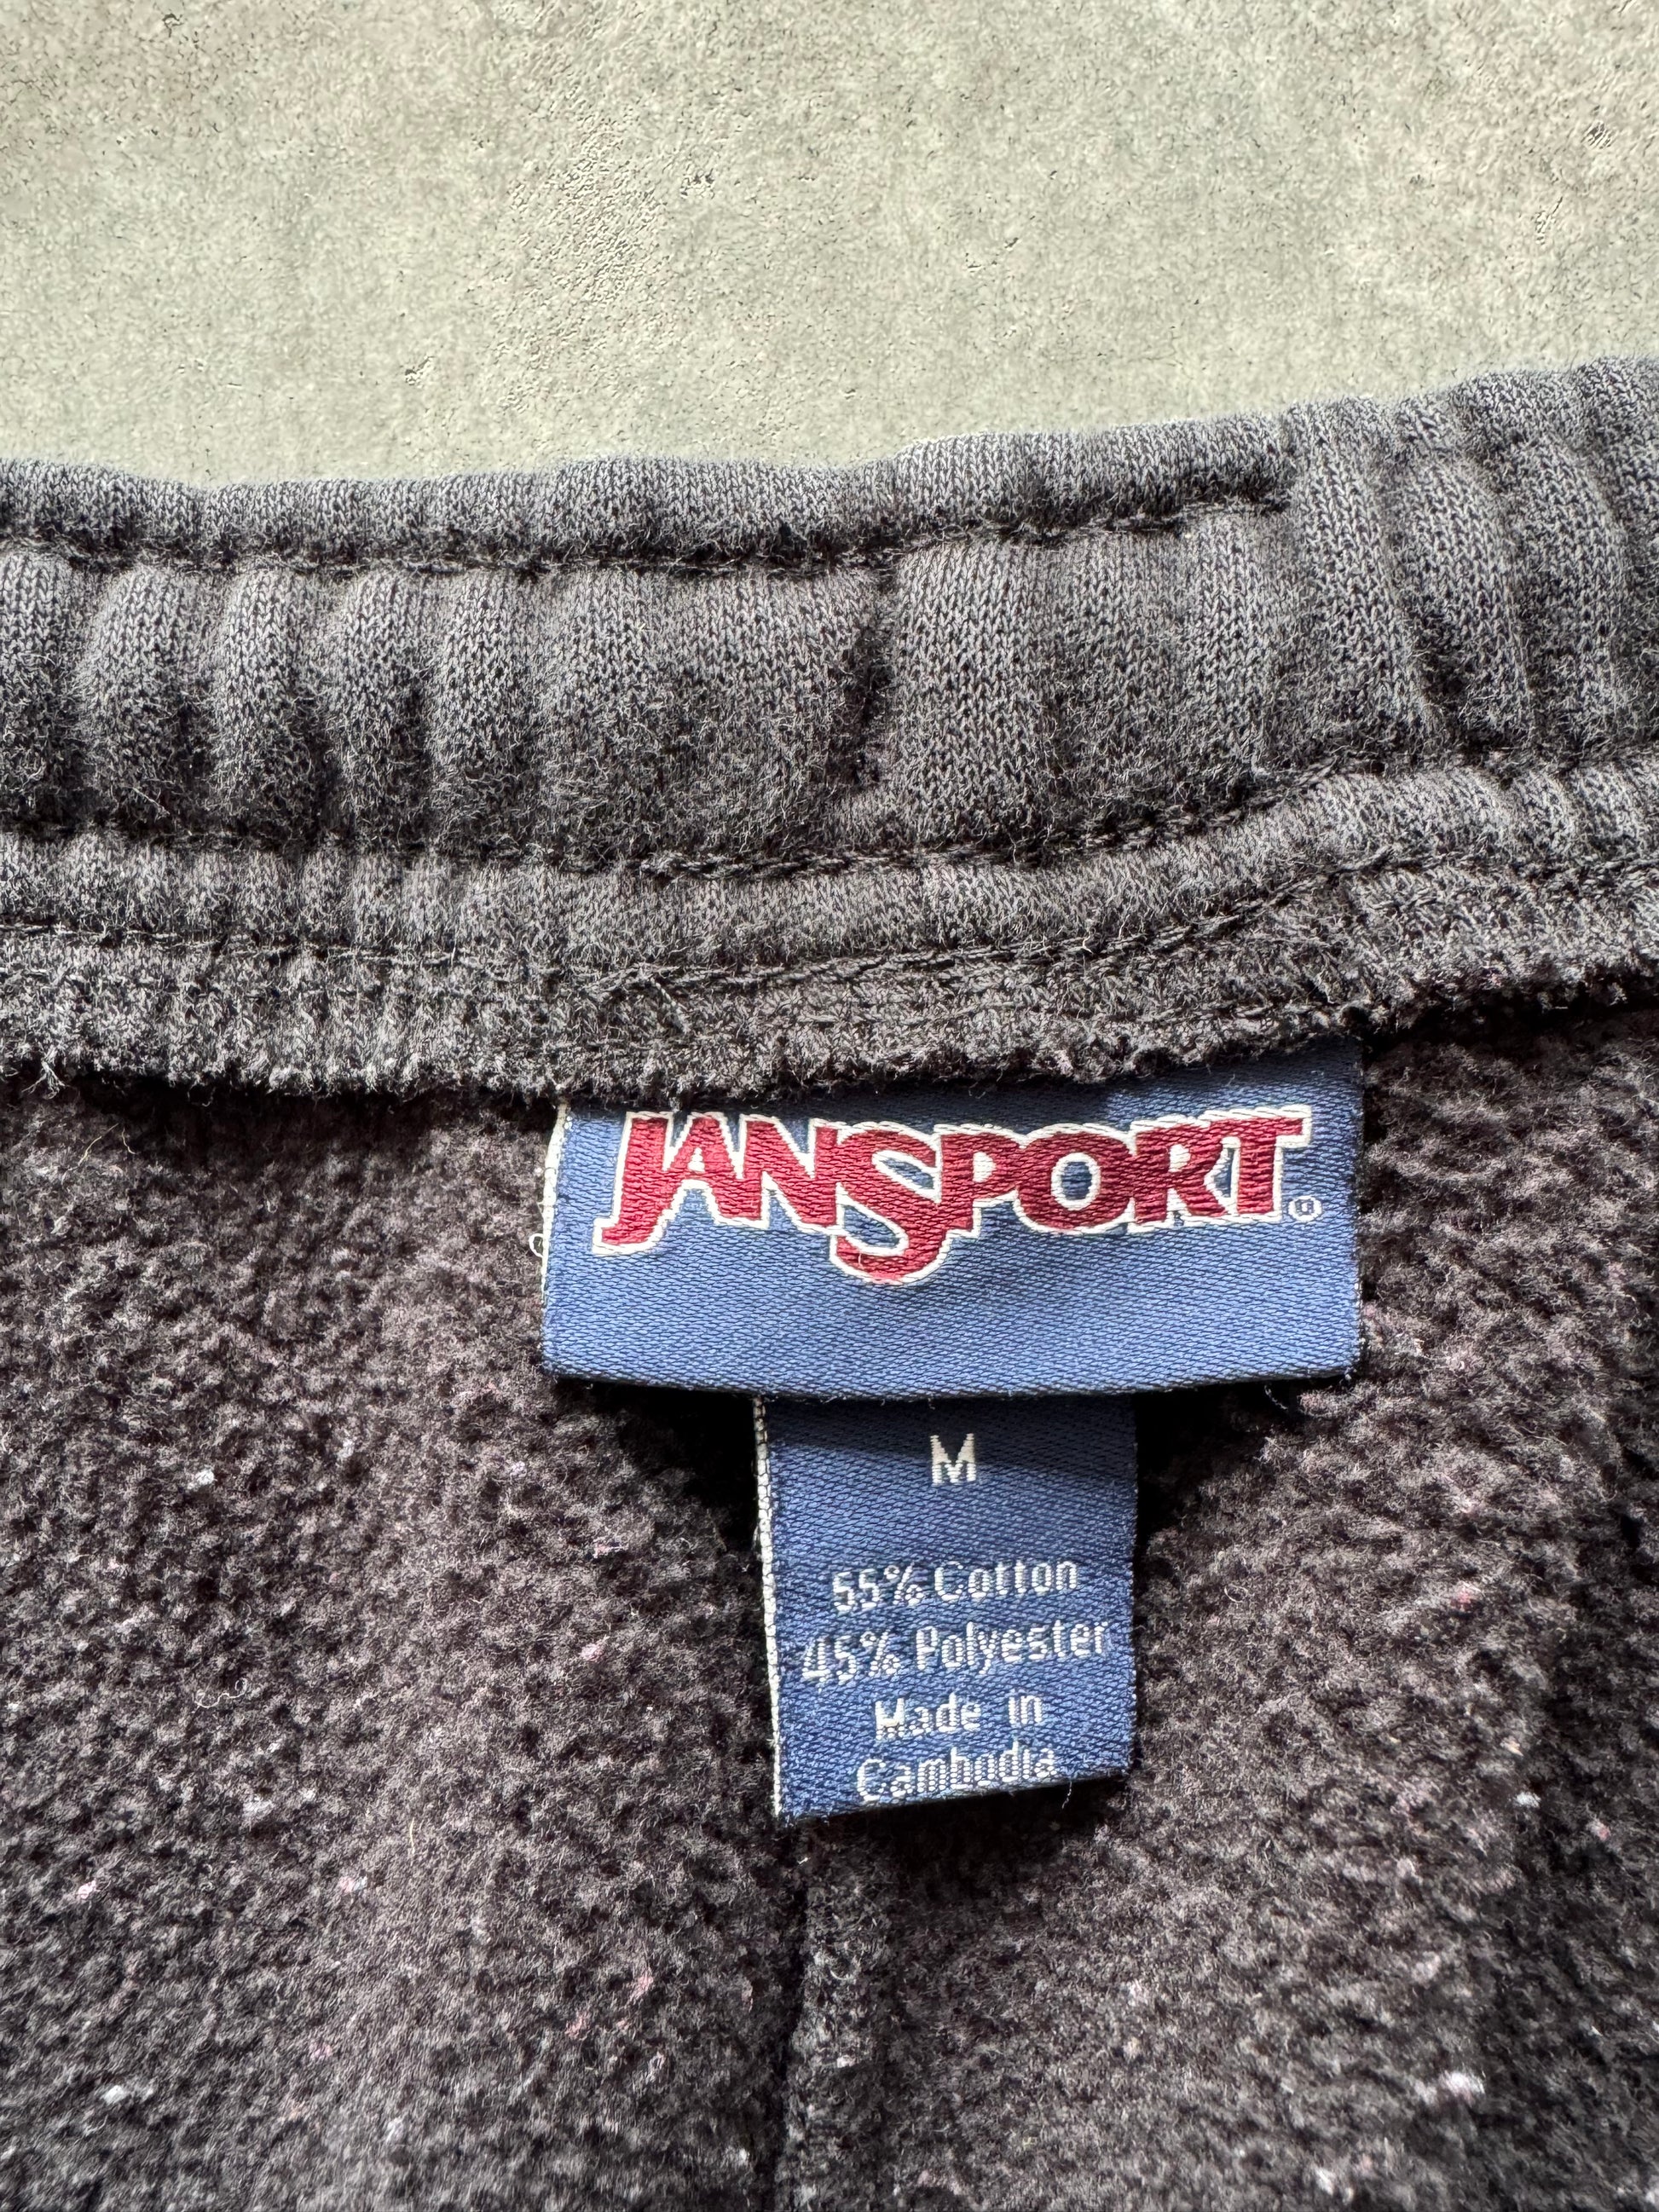 JANSPORT®
M
55% Cotton
45% Polyester
Made in
Cambodia